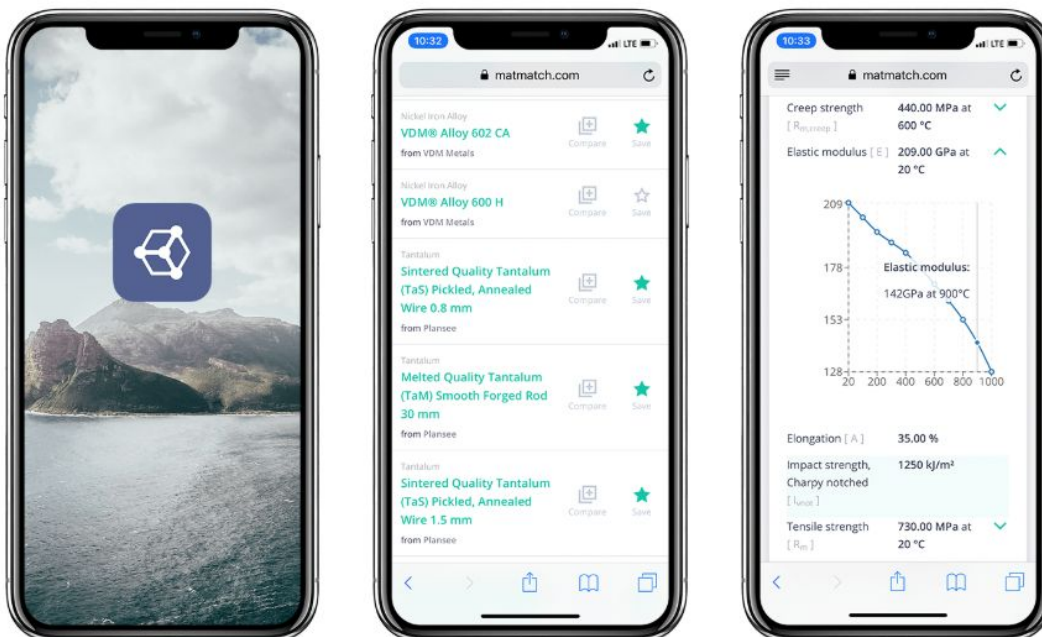 10:32
LTE
matmatch.com
Nickel Iron Alloy
VDM® Alloy 602 CA
from VDM Metals
Compare
Save
Nickel Iron Alloy
VDM® Alloy 600 H
from VDM Metals
Compare
Save
Tantalum
Sintered Quality Tantalum
(TaS) Pickled, Annealed
Wire 0.8 mm
from Plansee
Compare
Save
Tantalum
Melted Quality Tantalum
(TaM) Smooth Forged Rod
30 mm
from Plansee
Compare
Save
Tantalum
Sintered Quality Tantalum
(TaS) Pickled, Annealed
Wire 1.5 mm
from Plansee
Compare
Save
10:33
LTE
matmatch.com
Creep strength 440.00 MPa at
600 °C
Elastic modulus [ E ] 209.00 GPa at
20 °C
209
178
153
128
Elastic modulus:
142GPa at 900°C
20 200 400 600 800 1000
Elongation [ A ] 35.00 %
Impact strength, 1250 kJ/m²
Charpy notched
Tensile strength 730.00 MPa at
[ Rm ] 20 °C